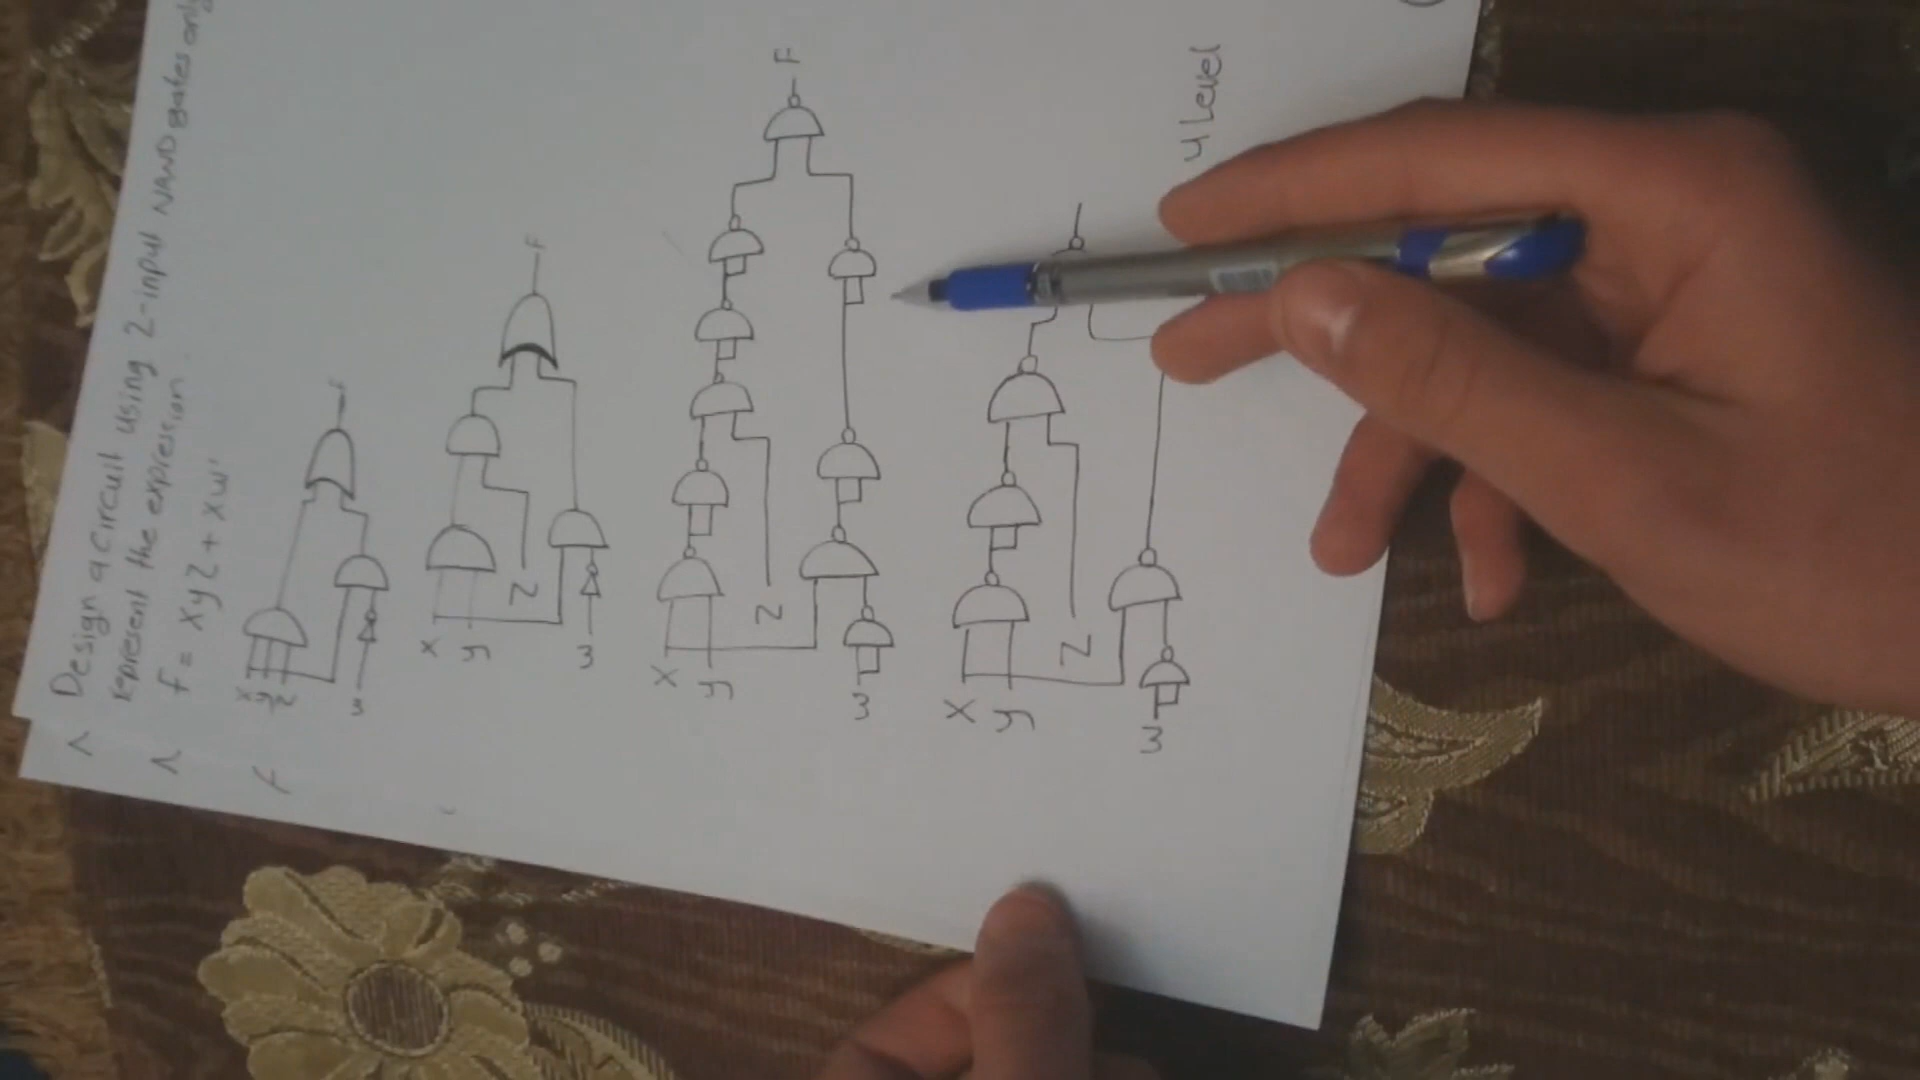 Design a circuit using 2-input NAND gates only
represent the expression
f = xyz + xw'
x
y
z
w
F
x
y
z
w
F
x
y
z
w
F
x
y
z
w
4 Level